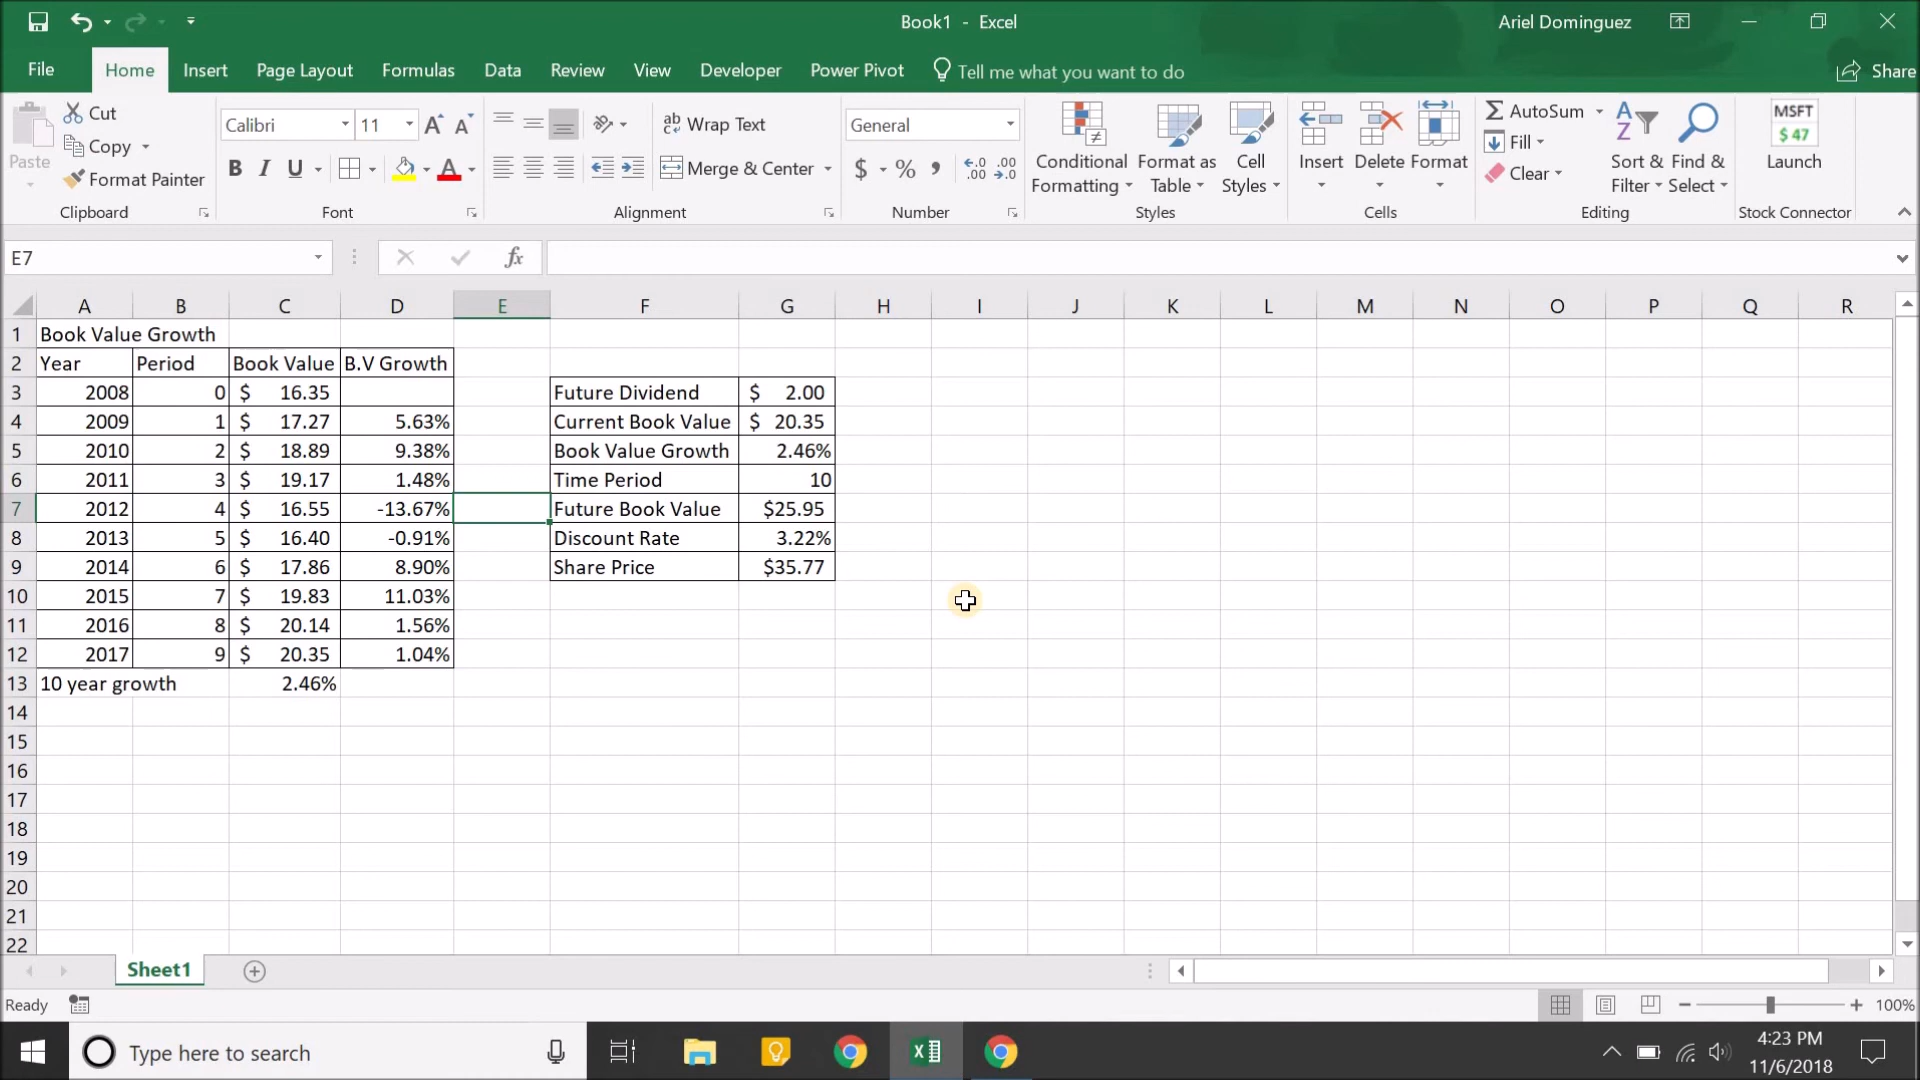 Book1 - Excel
Ariel Dominguez
File Home Insert Page Layout Formulas Data Review View Developer Power Pivot Tell me what you want to do Share
Paste
Cut
Copy
Format Painter
Clipboard
Calibri 11
B I U A
Font
Wrap Text
Merge & Center
Alignment
General
$ % ,
Number
Conditional Formatting
Format as Table
Cell Styles
Styles
Insert Delete Format
Cells
AutoSum
Fill
Clear
Sort & Filter
Find & Select
Editing
MSFT
$ 47
Launch
Stock Connector
E7 fx
A B C D E F G H I J K L M N O P Q R
1 Book Value Growth
2 Year Period Book Value B.V Growth
3 2008 0 $ 16.35 Future Dividend $ 2.00
4 2009 1 $ 17.27 5.63% Current Book Value $ 20.35
5 2010 2 $ 18.89 9.38% Book Value Growth 2.46%
6 2011 3 $ 19.17 1.48% Time Period 10
7 2012 4 $ 16.55 -13.67% Future Book Value $25.95
8 2013 5 $ 16.40 -0.91% Discount Rate 3.22%
9 2014 6 $ 17.86 8.90% Share Price $35.77
10 2015 7 $ 19.83 11.03%
11 2016 8 $ 20.14 1.56%
12 2017 9 $ 20.35 1.04%
13 10 year growth 2.46%
14
15
16
17
18
19
20
21
22
Sheet1
Ready 100%
Type here to search
4:23 PM
11/6/2018